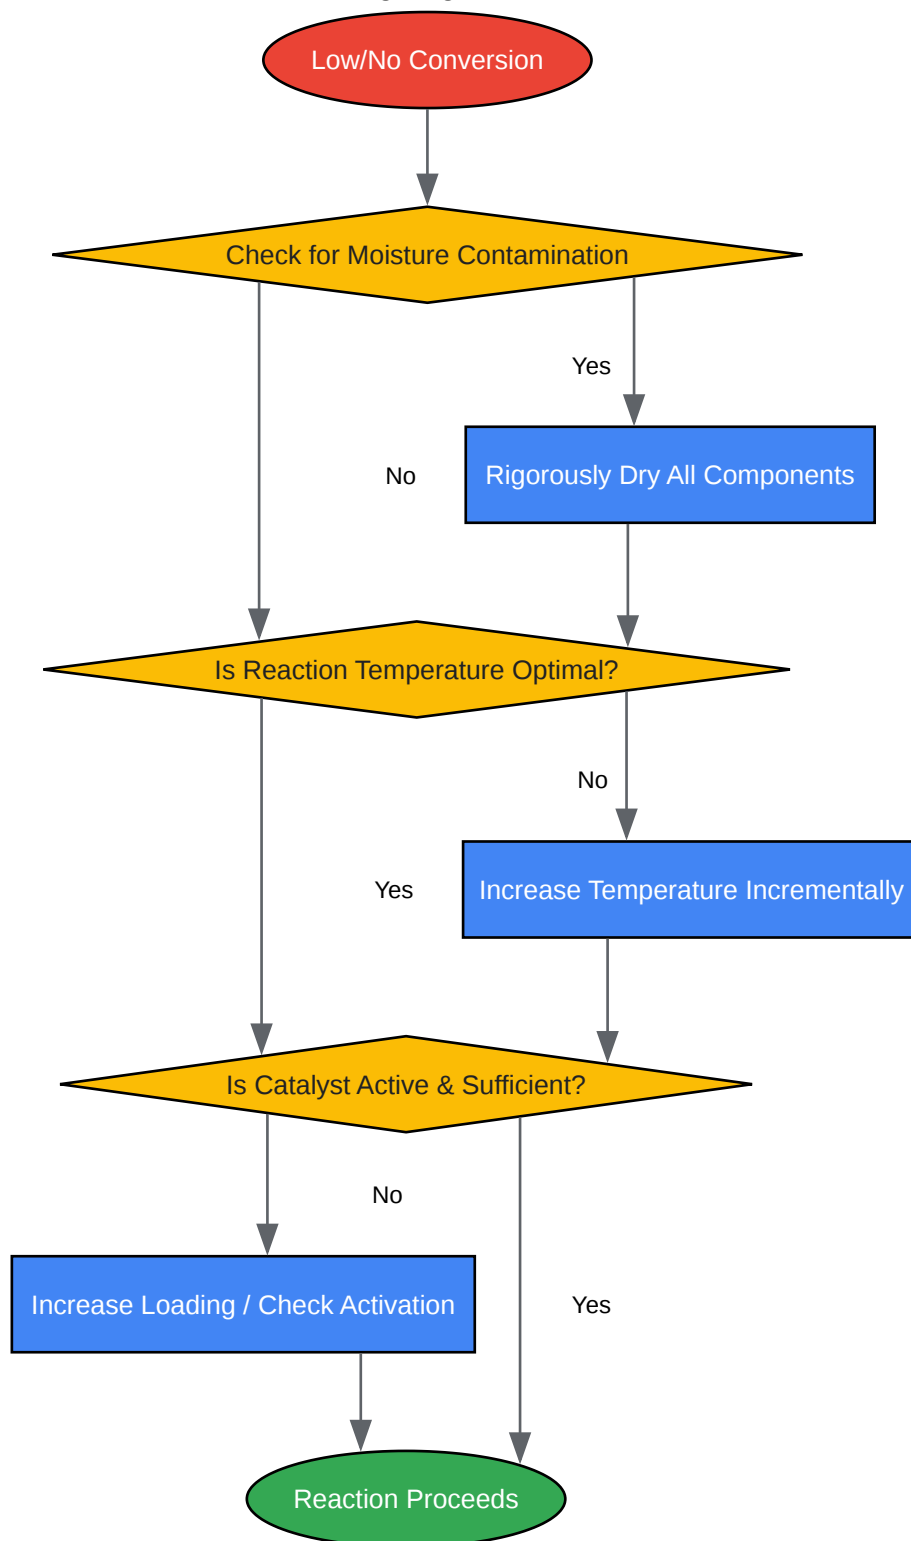 Low/No Conversion
Check for Moisture Contamination
Yes
No
Rigorously Dry All Components
Is Reaction Temperature Optimal?
No
Yes
Increase Temperature Incrementally
Is Catalyst Active & Sufficient?
No
Increase Loading / Check Activation
Yes
Reaction Proceeds